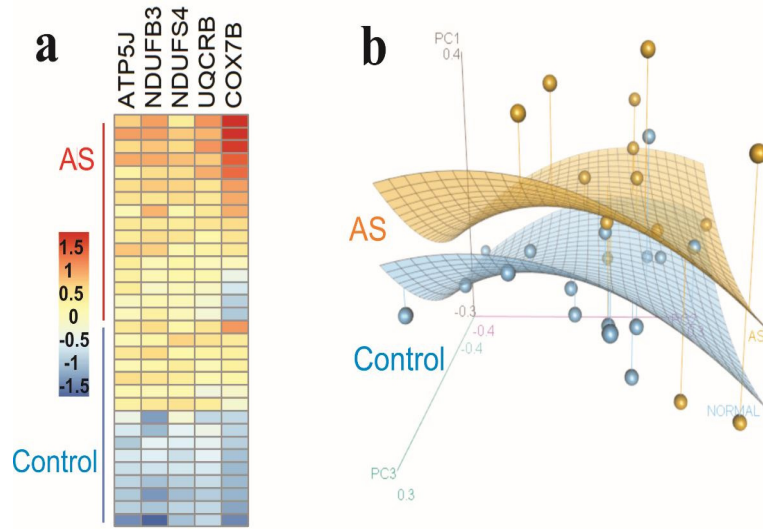 a
ATP5J
NDUFB3
NDUFS4
UQCRB
COX7B
AS
1.5
1
0.5
0
-0.5
-1
-1.5
Control
b
PC1
0.4
AS
Control
-0.3
-0.4
-0.4
AS
NORMAL
PC3
0.3